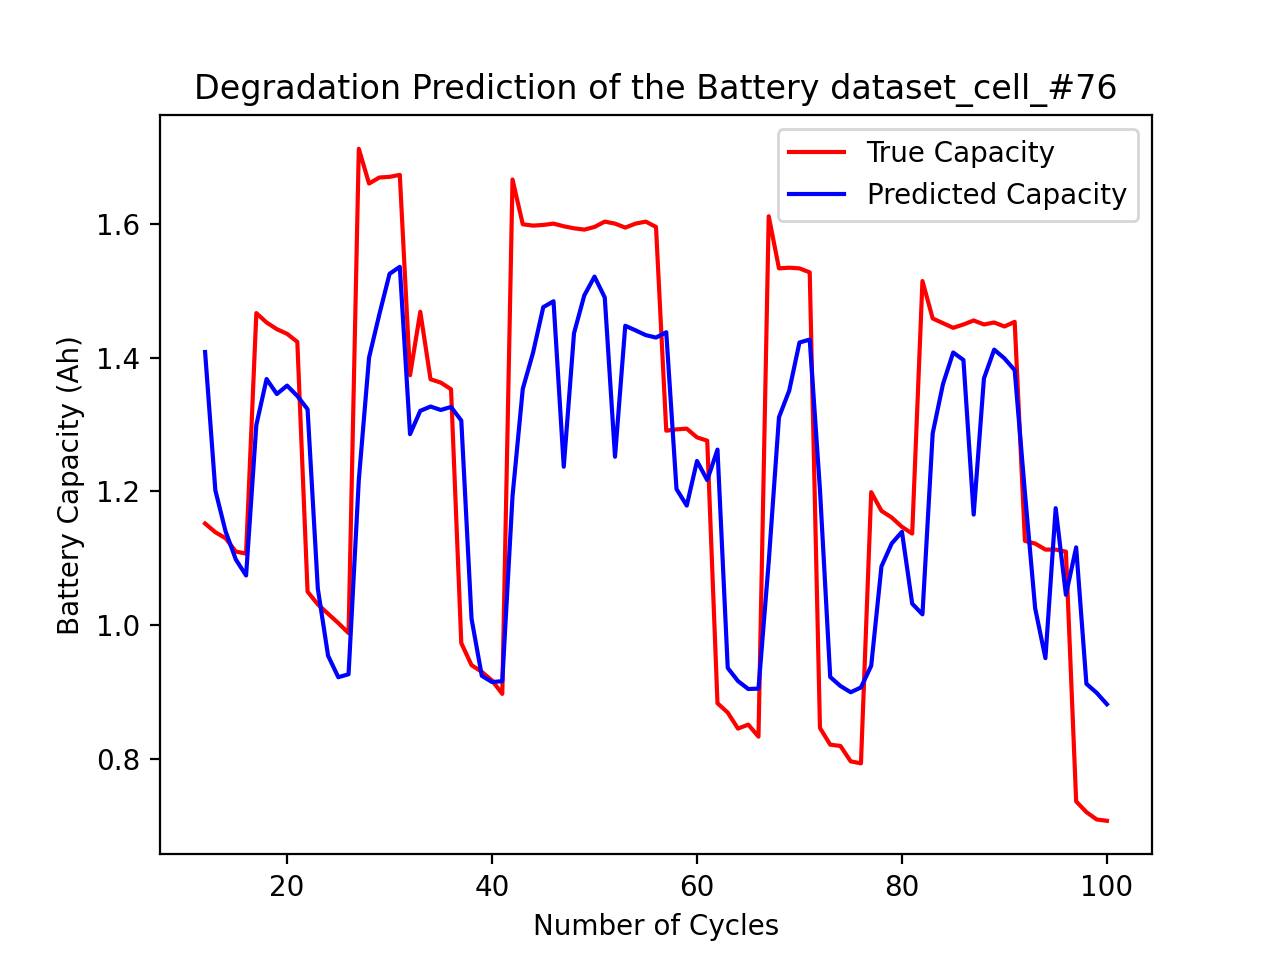 Degradation Prediction of the Battery dataset_cell_#76
True Capacity
Predicted Capacity
Battery Capacity (Ah)
1.6
1.4
1.2
1.0
0.8
20 40 60 80 100
Number of Cycles